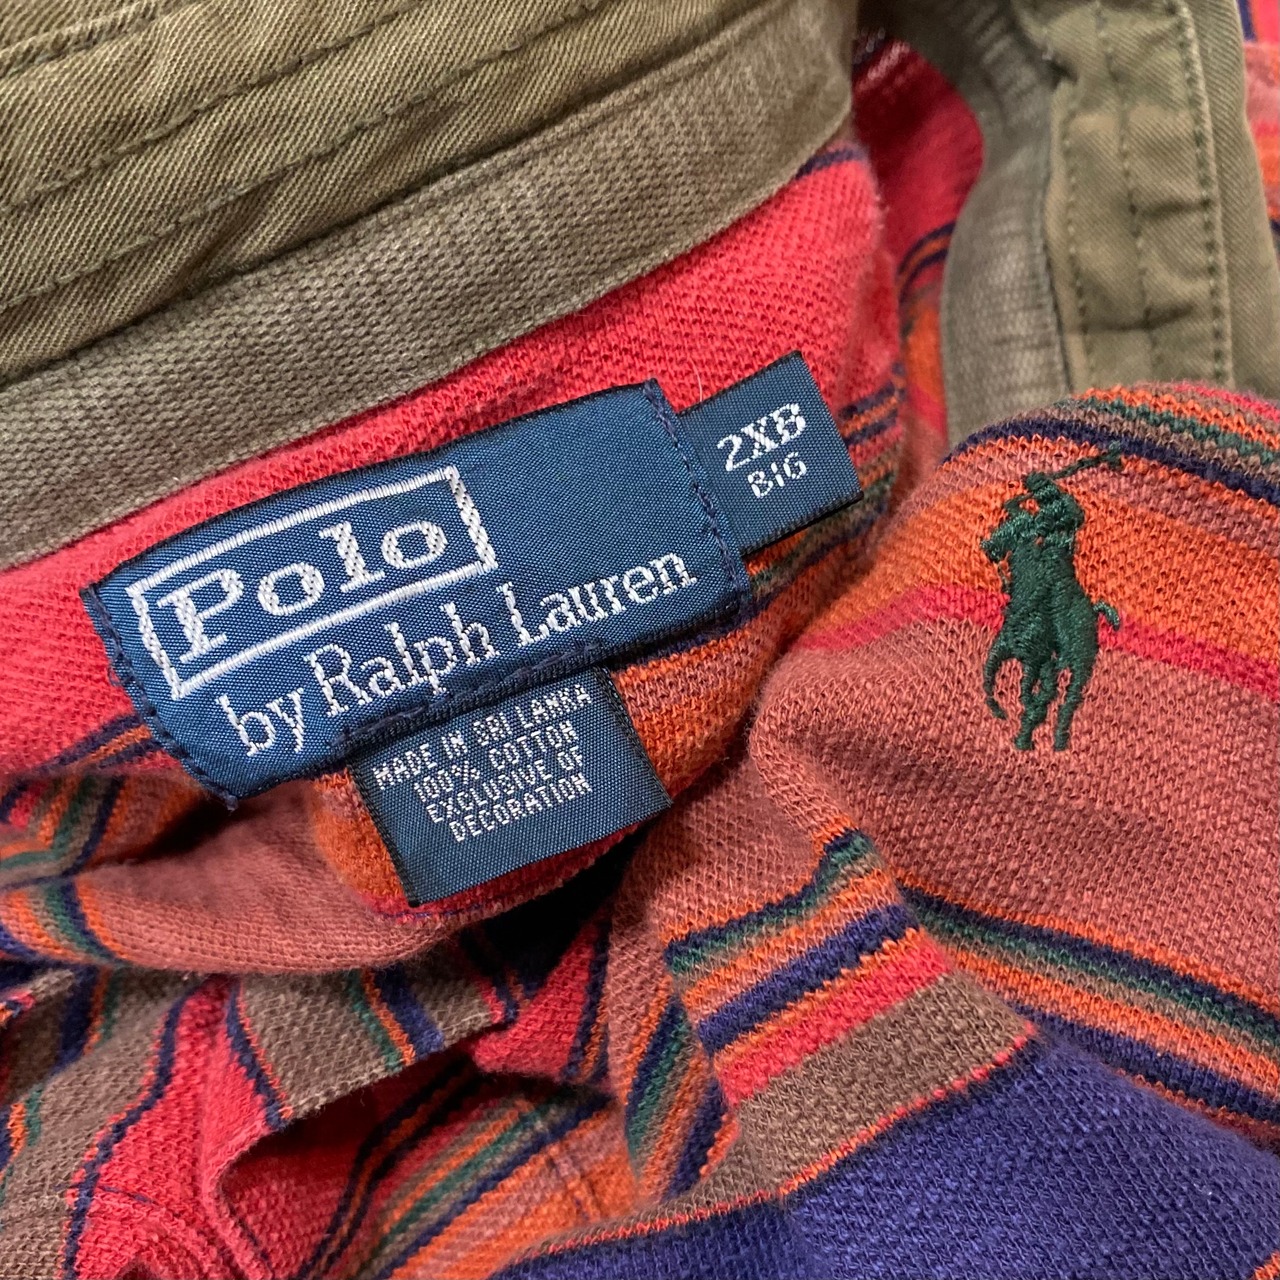 Polo
by Ralph Lauren
2XB
BIG
MADE IN SRI LANKA
100% COTTON
EXCLUSIVE OF
DECORATION